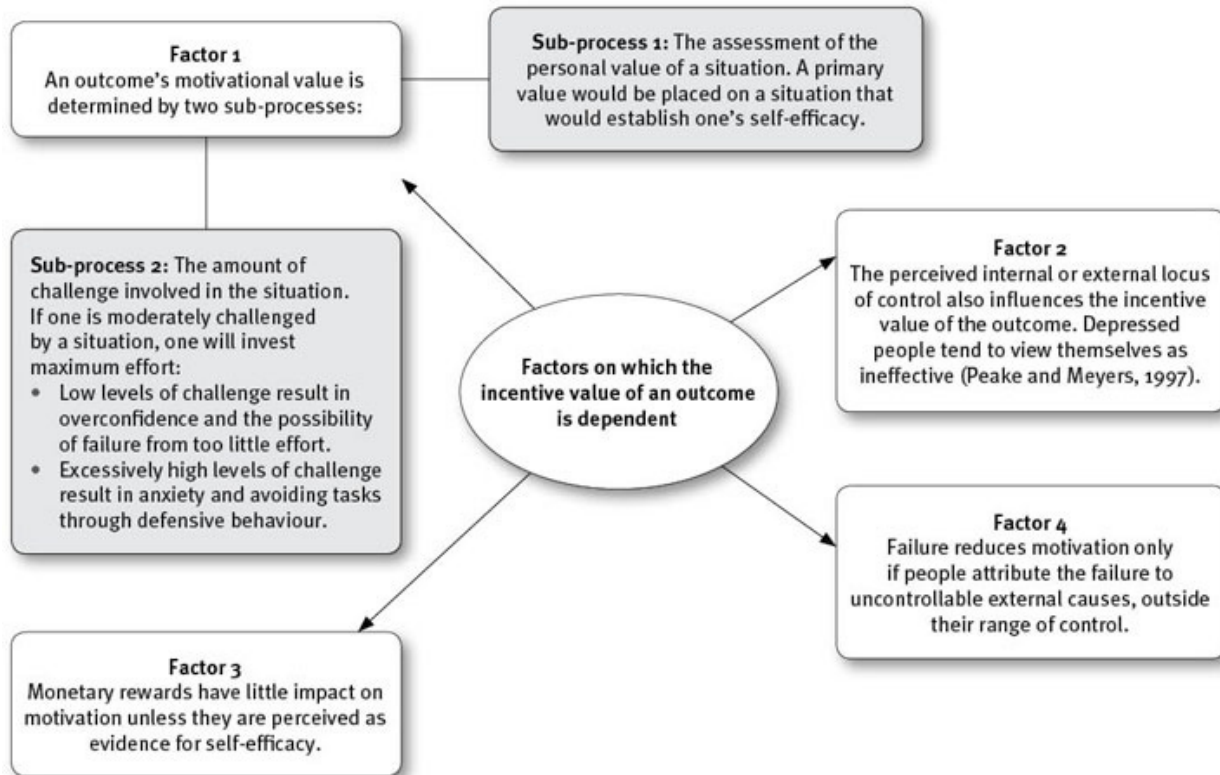 Factor 1
An outcome’s motivational value is
determined by two sub-processes:
Sub-process 1: The assessment of the
personal value of a situation. A primary
value would be placed on a situation that
would establish one’s self-efficacy.
Sub-process 2: The amount of
challenge involved in the situation.
If one is moderately challenged
by a situation, one will invest
maximum effort:
• Low levels of challenge result in
overconfidence and the possibility
of failure from too little effort.
• Excessively high levels of challenge
result in anxiety and avoiding tasks
through defensive behaviour.
Factors on which the
incentive value of an outcome
is dependent
Factor 2
The perceived internal or external locus
of control also influences the incentive
value of the outcome. Depressed
people tend to view themselves as
ineffective (Peake and Meyers, 1997).
Factor 3
Monetary rewards have little impact on
motivation unless they are perceived as
evidence for self-efficacy.
Factor 4
Failure reduces motivation only
if people attribute the failure to
uncontrollable external causes, outside
their range of control.